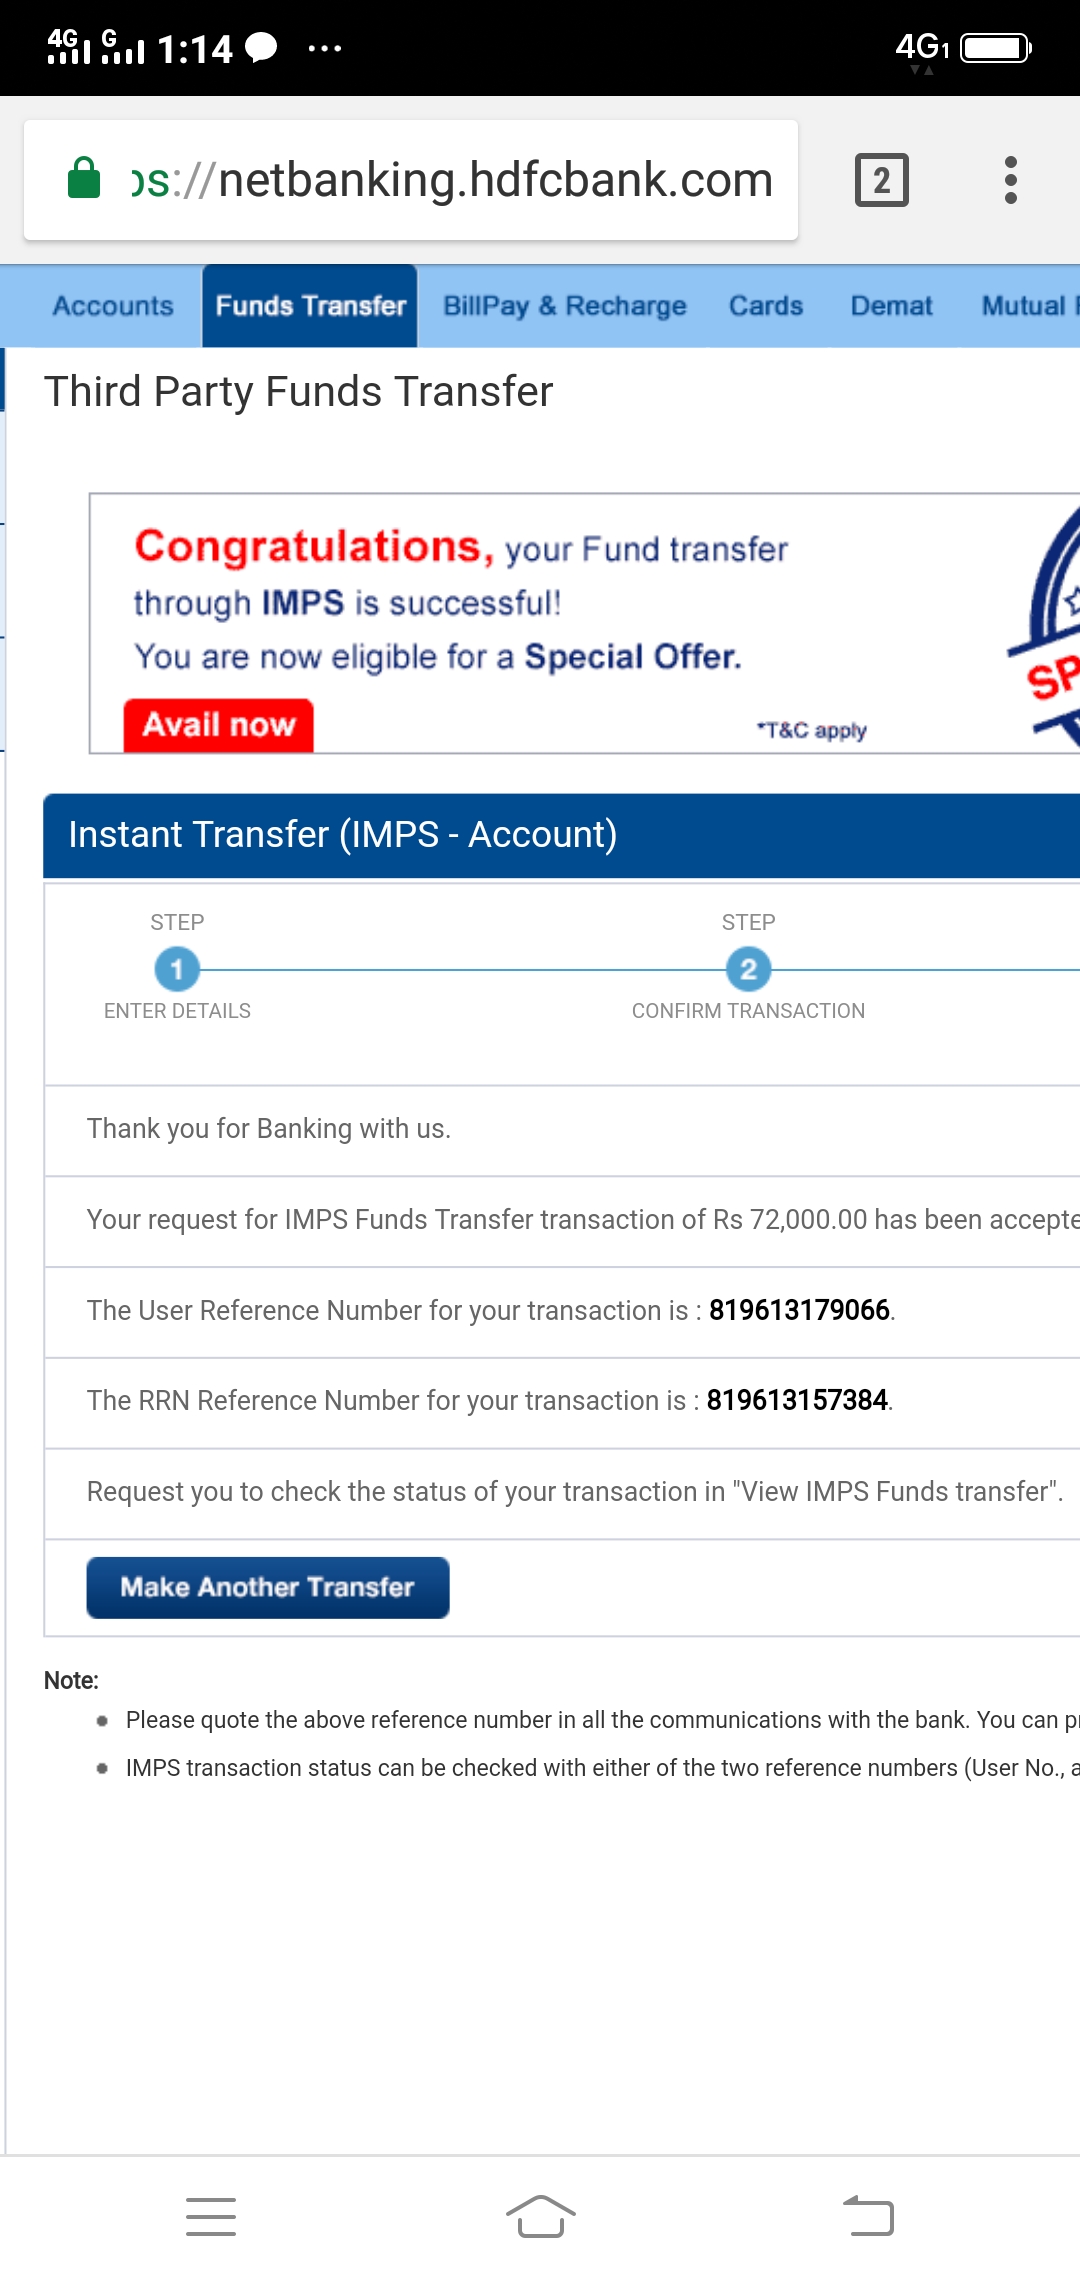 4G G 1:14 ... 4G1
ps://netbanking.hdfcbank.com 2
Accounts Funds Transfer BillPay & Recharge Cards Demat Mutual
Third Party Funds Transfer
Congratulations, your Fund transfer
through IMPS is successful!
You are now eligible for a Special Offer.
SP
Avail now *T&C apply
Instant Transfer (IMPS - Account)
STEP STEP
1 2
ENTER DETAILS CONFIRM TRANSACTION
Thank you for Banking with us.
Your request for IMPS Funds Transfer transaction of Rs 72,000.00 has been accepte
The User Reference Number for your transaction is : 819613179066.
The RRN Reference Number for your transaction is : 819613157384.
Request you to check the status of your transaction in "View IMPS Funds transfer".
Make Another Transfer
Note:
Please quote the above reference number in all the communications with the bank. You can p
IMPS transaction status can be checked with either of the two reference numbers (User No., a